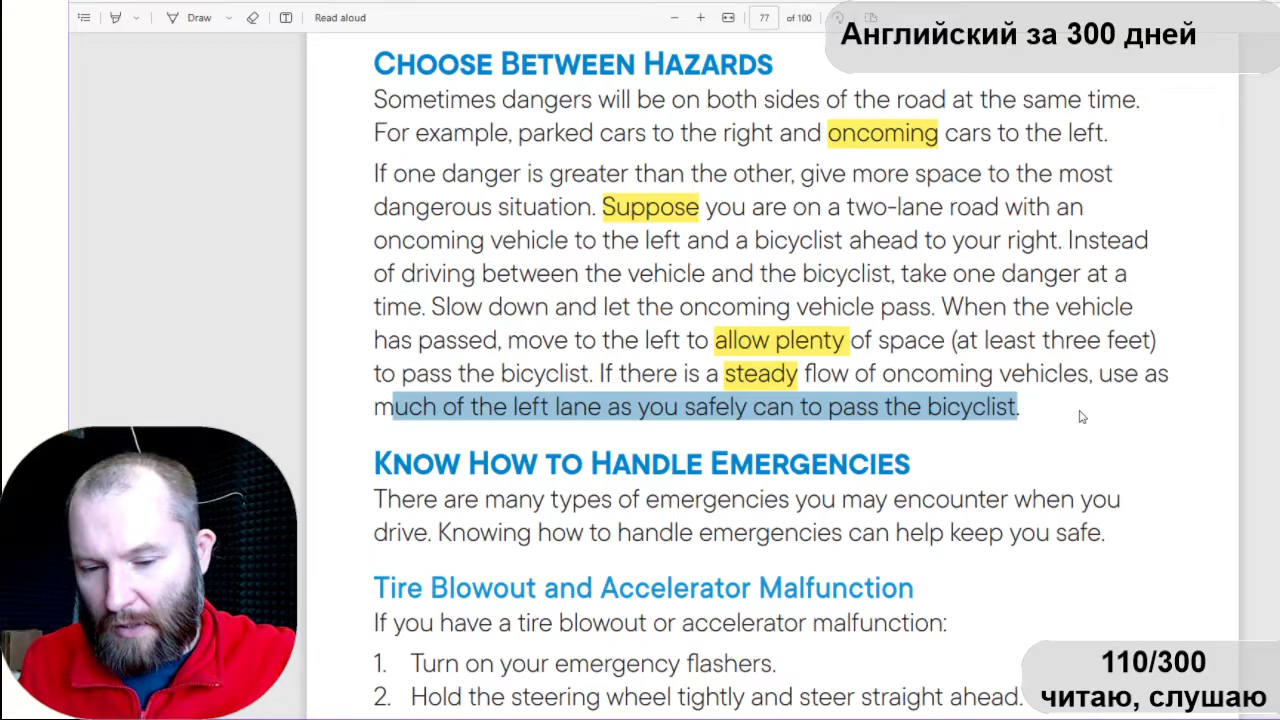 Draw
Read aloud
77 of 100
Английский за 300 дней
CHOOSE BETWEEN HAZARDS
Sometimes dangers will be on both sides of the road at the same time.
For example, parked cars to the right and oncoming cars to the left.
If one danger is greater than the other, give more space to the most
dangerous situation. Suppose you are on a two-lane road with an
oncoming vehicle to the left and a bicyclist ahead to your right. Instead
of driving between the vehicle and the bicyclist, take one danger at a
time. Slow down and let the oncoming vehicle pass. When the vehicle
has passed, move to the left to allow plenty of space (at least three feet)
to pass the bicyclist. If there is a steady flow of oncoming vehicles, use as
much of the left lane as you safely can to pass the bicyclist.
KNOW HOW TO HANDLE EMERGENCIES
There are many types of emergencies you may encounter when you
drive. Knowing how to handle emergencies can help keep you safe.
Tire Blowout and Accelerator Malfunction
If you have a tire blowout or accelerator malfunction:
1. Turn on your emergency flashers.
2. Hold the steering wheel tightly and steer straight ahead.
110/300
читаю, слушаю